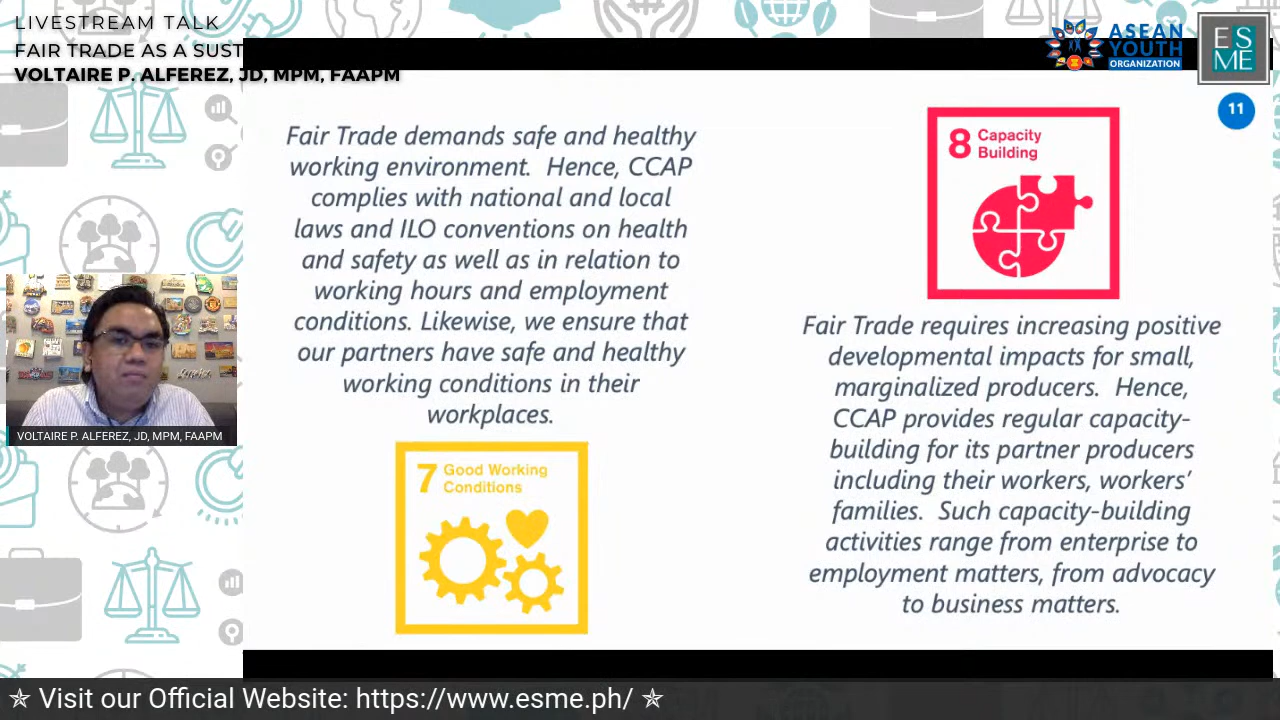 LIVESTREAM TALK
FAIR TRADE AS A SUST
VOLTAIRE P. ALFEREZ, JD, MPM, FAAPM
ASEAN
YOUTH
ORGANIZATION
ES
ME
11
Fair Trade demands safe and healthy
working environment. Hence, CCAP
complies with national and local
laws and ILO conventions on health
and safety as well as in relation to
working hours and employment
conditions. Likewise, we ensure that
our partners have safe and healthy
working conditions in their
workplaces.
7 Good Working
Conditions
8 Capacity
Building
Fair Trade requires increasing positive
developmental impacts for small,
marginalized producers. Hence,
CCAP provides regular capacity-
building for its partner producers
including their workers, workers’
families. Such capacity-building
activities range from enterprise to
employment matters, from advocacy
to business matters.
VOLTAIRE P. ALFEREZ, JD, MPM, FAAPM
✯ Visit our Official Website: https://www.esme.ph/ ✯